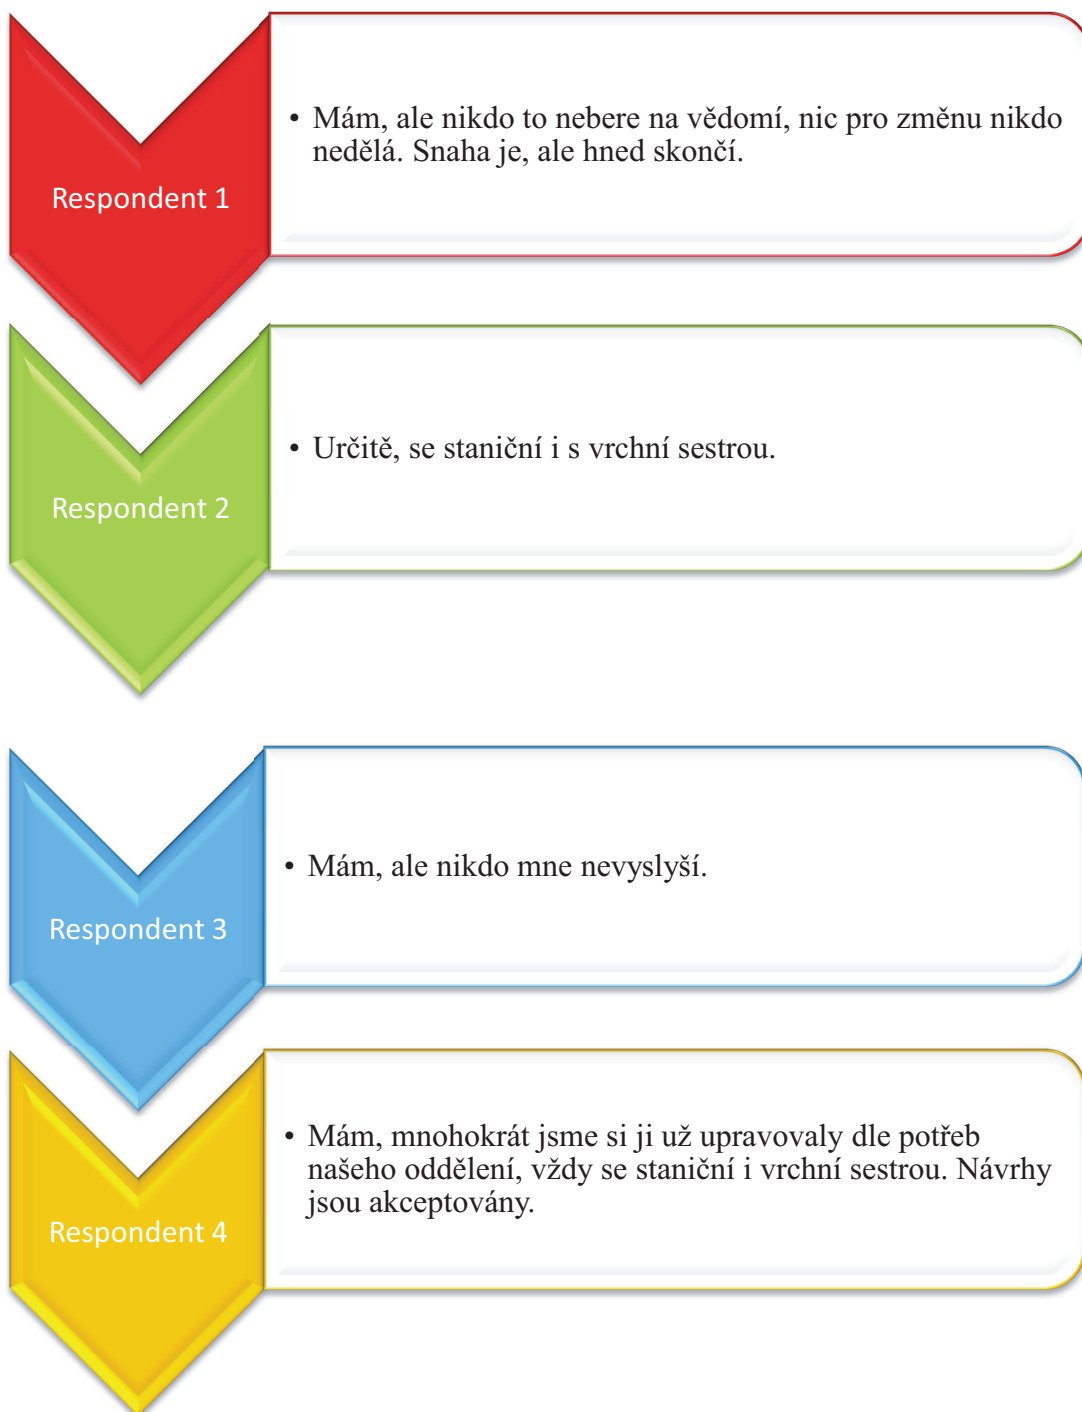 Respondent 1
• Mám, ale nikdo to nebere na vědomí, nic pro změnu nikdo
nedělá. Snaha je, ale hned skončí.
Respondent 2
• Určitě, se staniční i s vrchní sestrou.
Respondent 3
• Mám, ale nikdo mne nevyslyší.
Respondent 4
• Mám, mnohokrát jsme si ji už upravovaly dle potřeb
našeho oddělení, vždy se staniční i vrchní sestrou. Návrhy
jsou akceptovány.